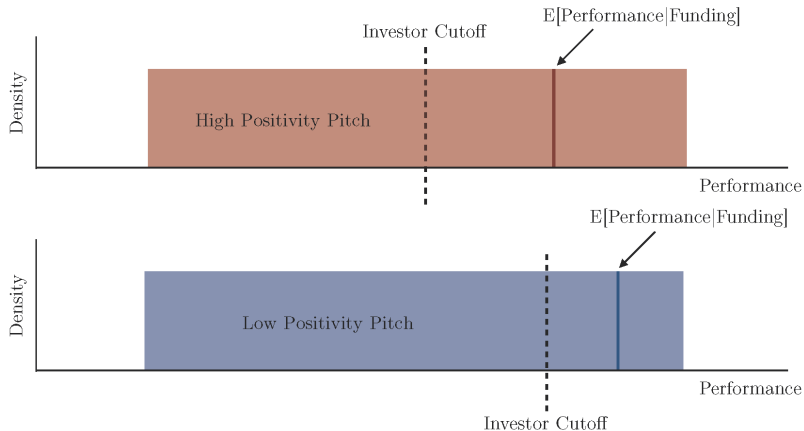 E[Performance|Funding]
Investor Cutoff
Density
High Positivity Pitch
Performance
E[Performance|Funding]
Density
Low Positivity Pitch
Performance
Investor Cutoff